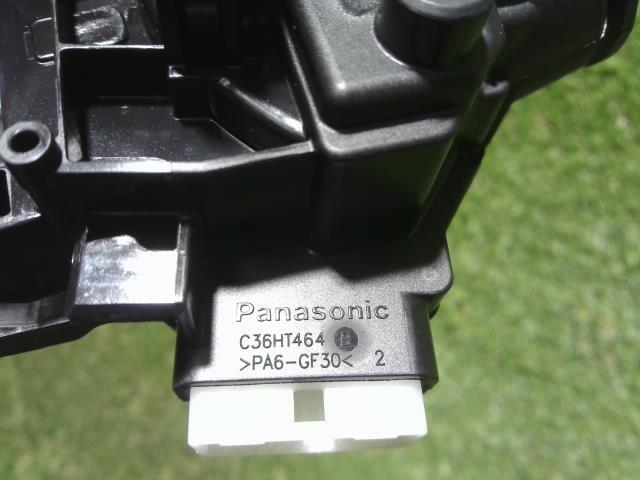 Panasonic
C36HT464 B
>PA6-GF30< 2